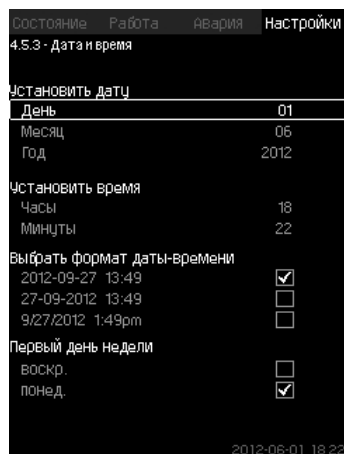 Состояние Работа Авария Настройки
4.5.3 - Дата и время
Установить дату
День 01
Месяц 06
Год 2012
Установить время
Часы 18
Минуты 22
Выбрать формат даты-времени
2012-09-27 13:49
27-09-2012 13:49
9/27/2012 1:49pm
Первый день недели
воскр.
понед.
2012-06-01 18:22